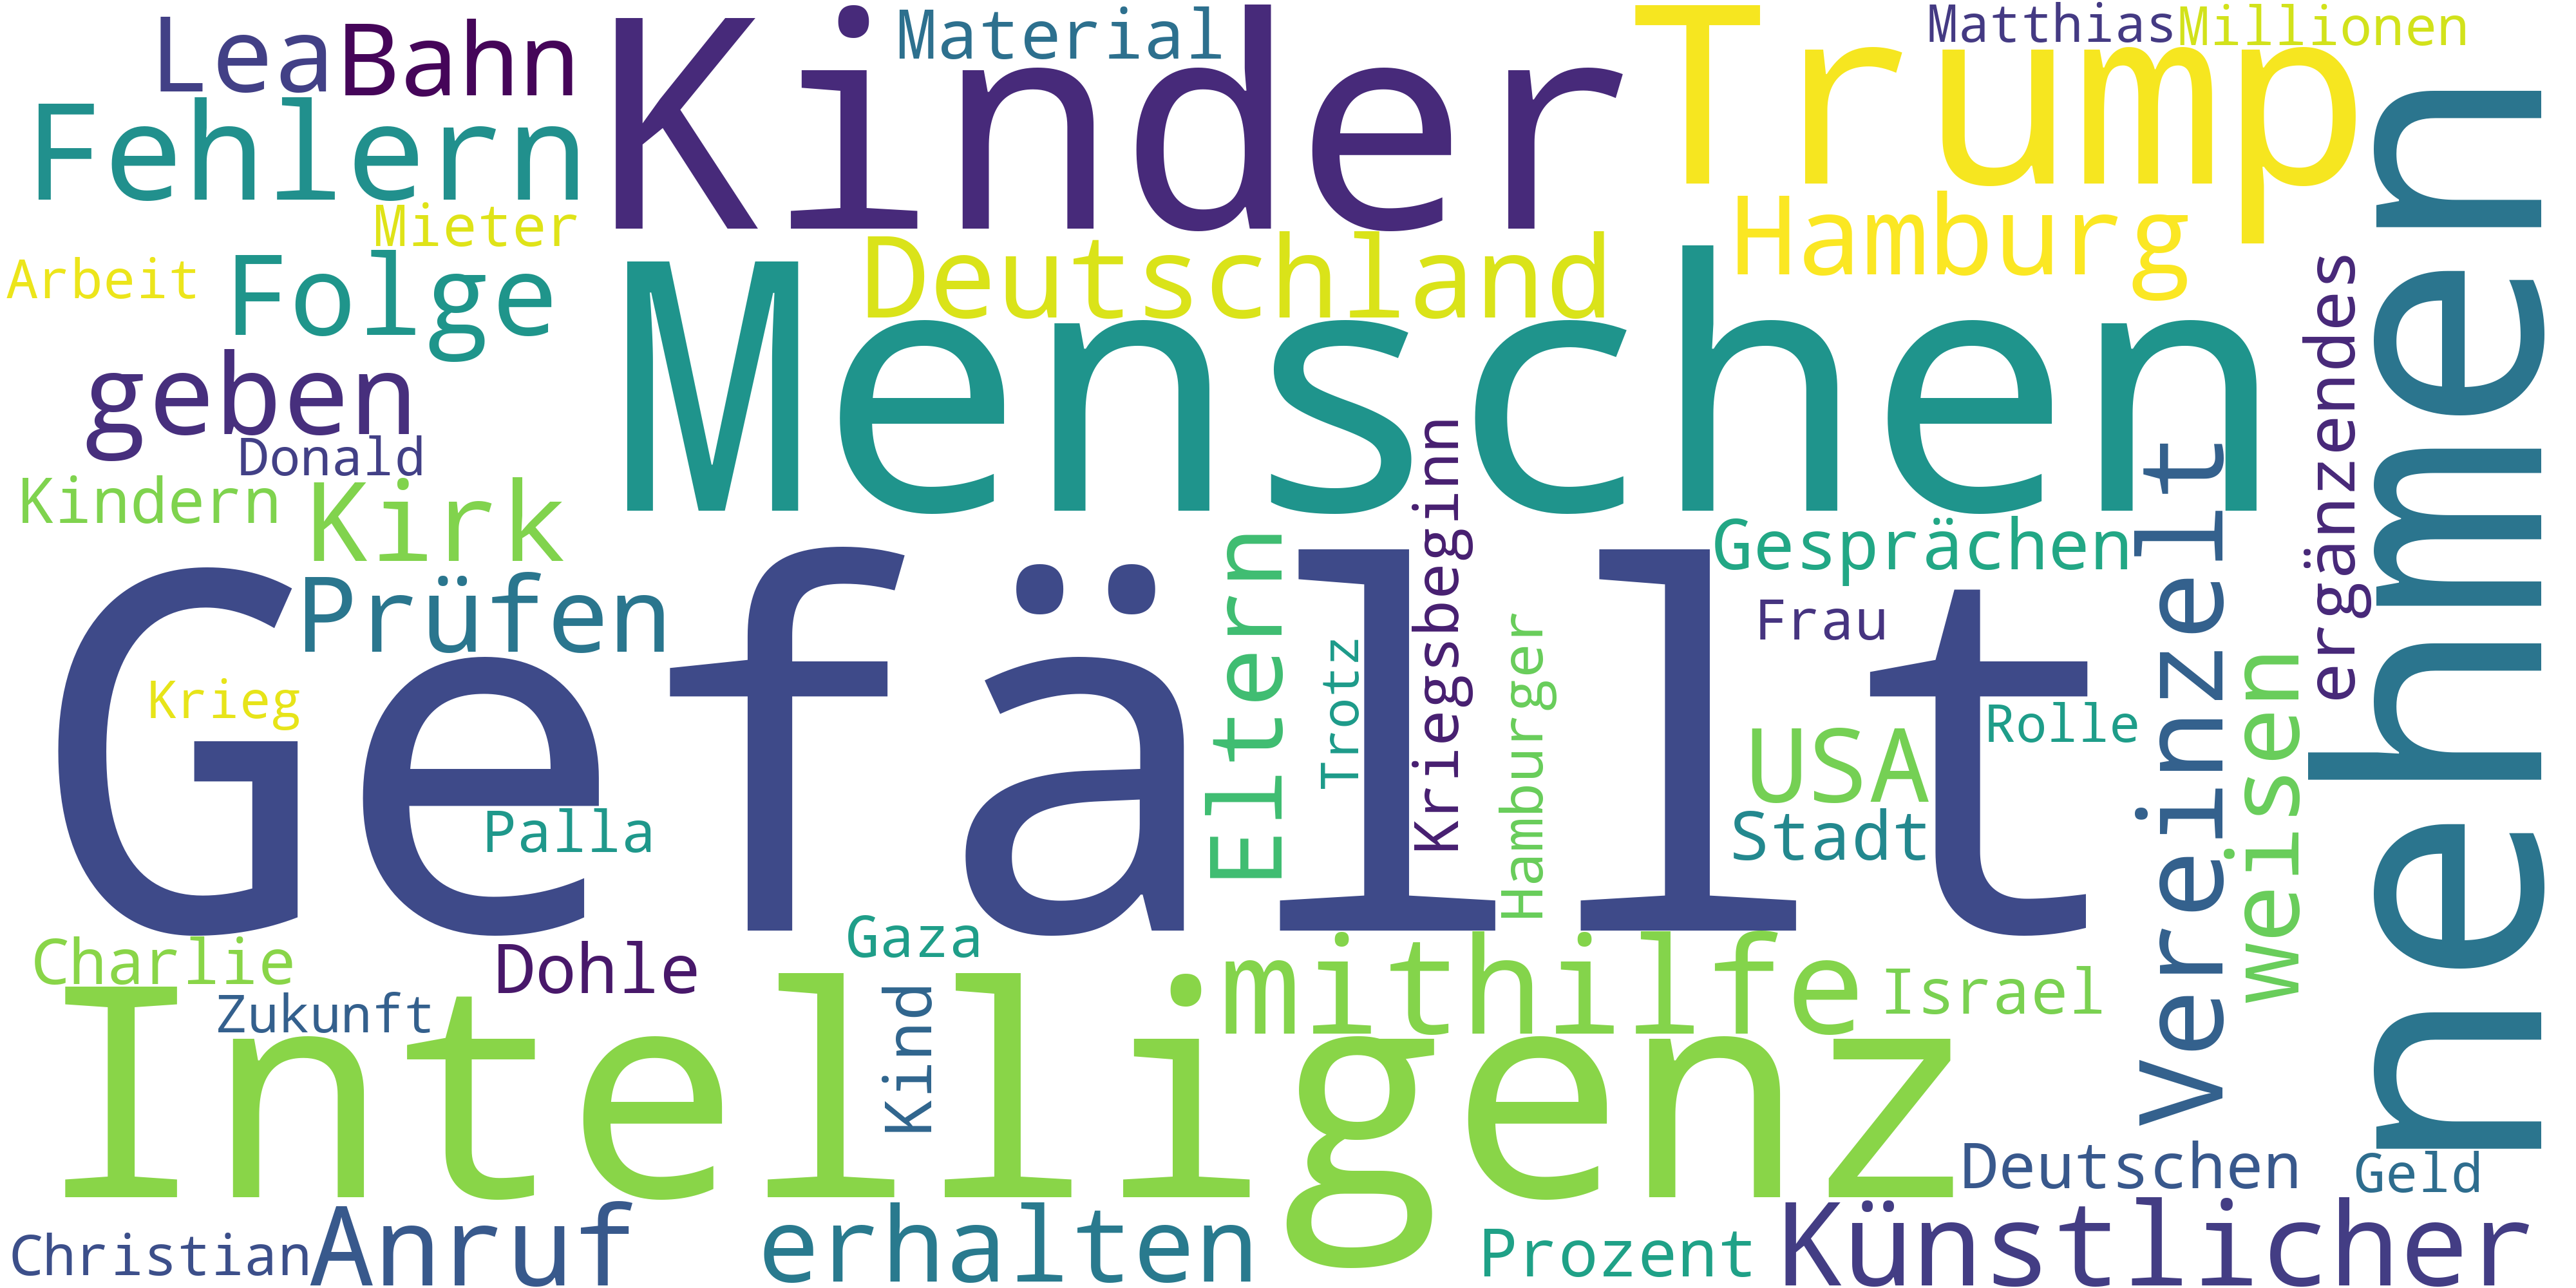 Lea
Bahn
Kinder
Material
Trump
Matthias
Millionen
Fehlern
Mieter
Arbeit
Folge
Deutschland
Hamburg
nehmen
Menschen
geben
Donald
Kindern
Kirk
Prüfen
Gefällt
Krieg
Palla
Eltern
Trotz
Kriegsbeginn
Hamburger
Gesprächen
Frau
USA
Stadt
Rolle
Vereinzelt
weisen
ergänzendes
Charlie
Zukunft
Dohle
Gaza
Kind
mithilfe
Israel
Intelligenz
Deutschen
Geld
Christian
Anruf
erhalten
Prozent
Künstlicher